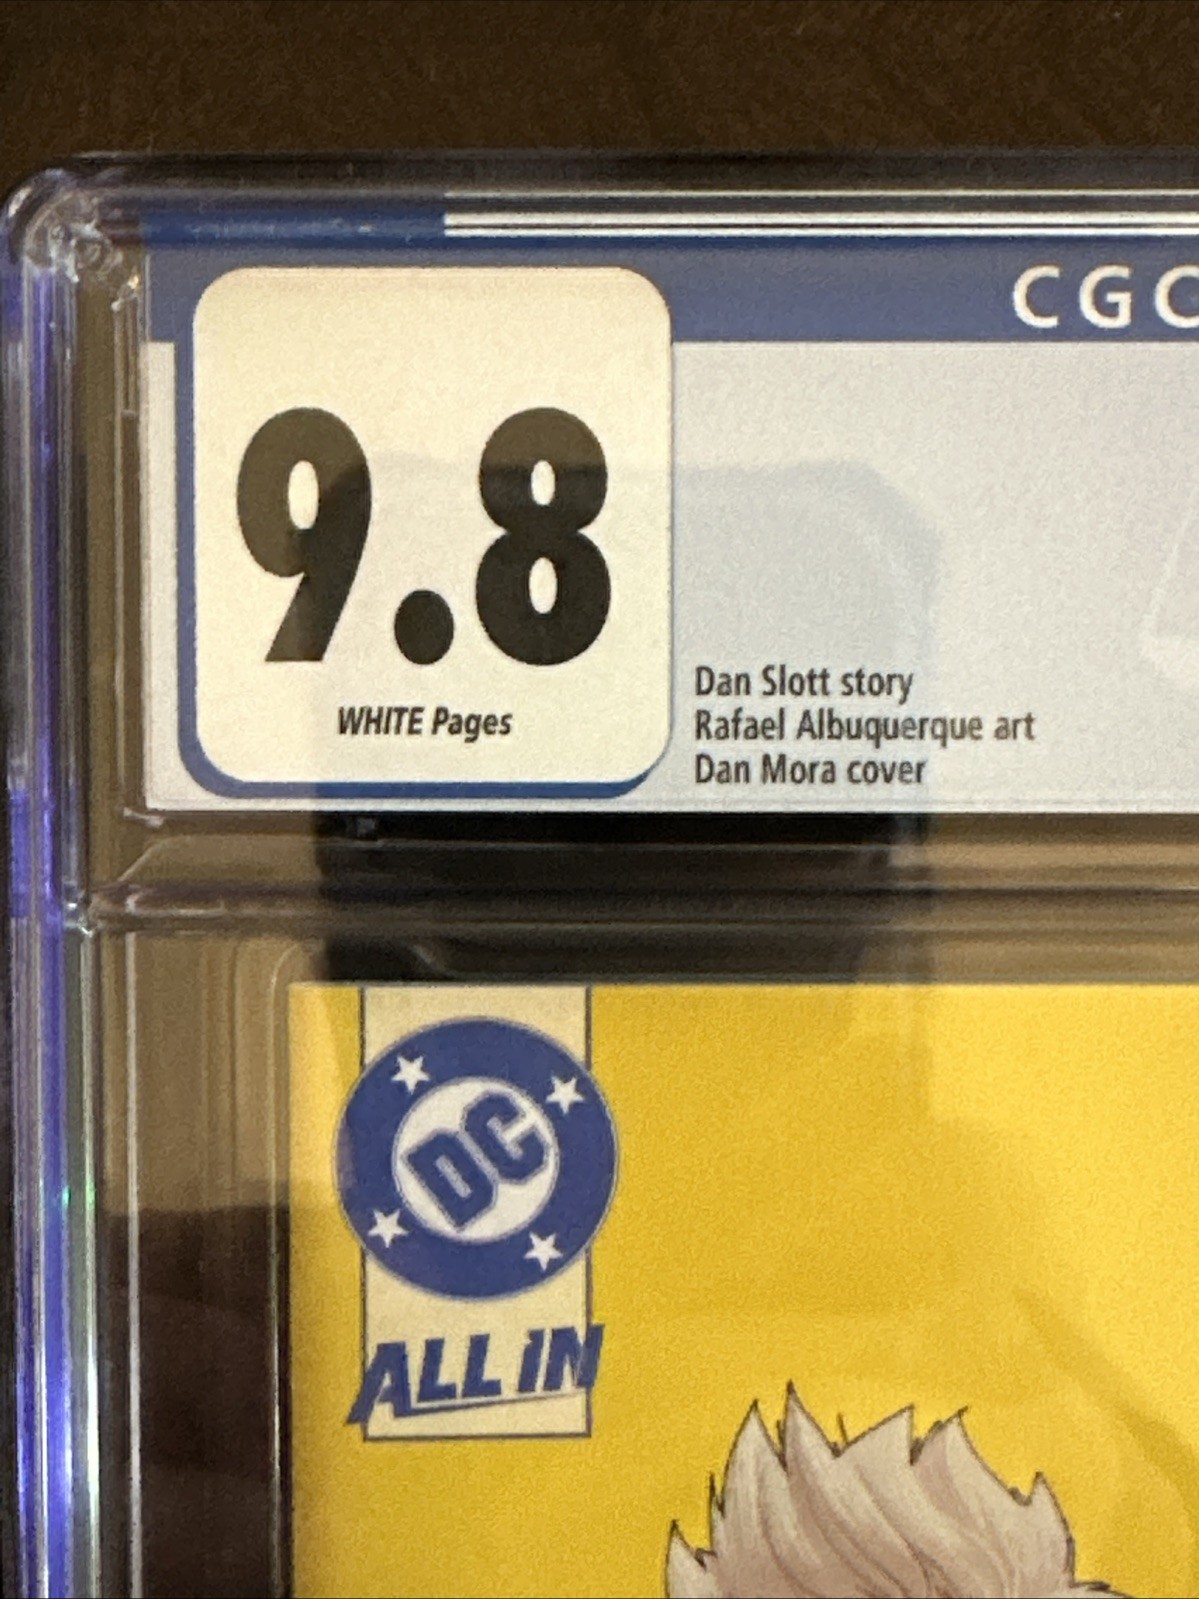 CGC
9.8
WHITE Pages
Dan Slott story
Rafael Albuquerque art
Dan Mora cover
DC
ALL IN